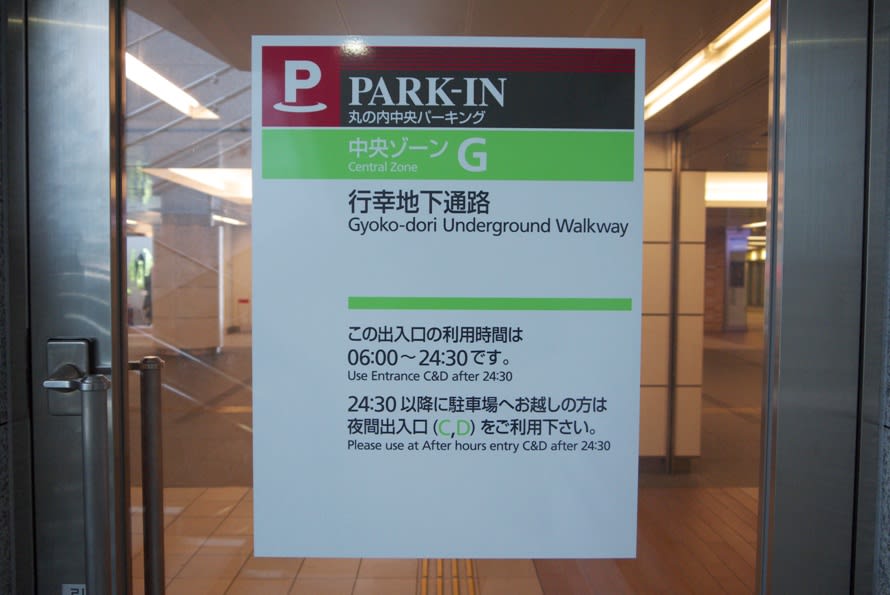 P
PARK-IN
丸の内中央パーキング
中央ゾーン G
Central Zone
行幸地下通路
Gyoko-dori Underground Walkway
この出入口の利用時間は
06:00～24:30です。
Use Entrance C&D after 24:30
24:30 以降に駐車場へお越しの方は
夜間出入口 (C,D) をご利用下さい。
Please use at After hours entry C&D after 24:30